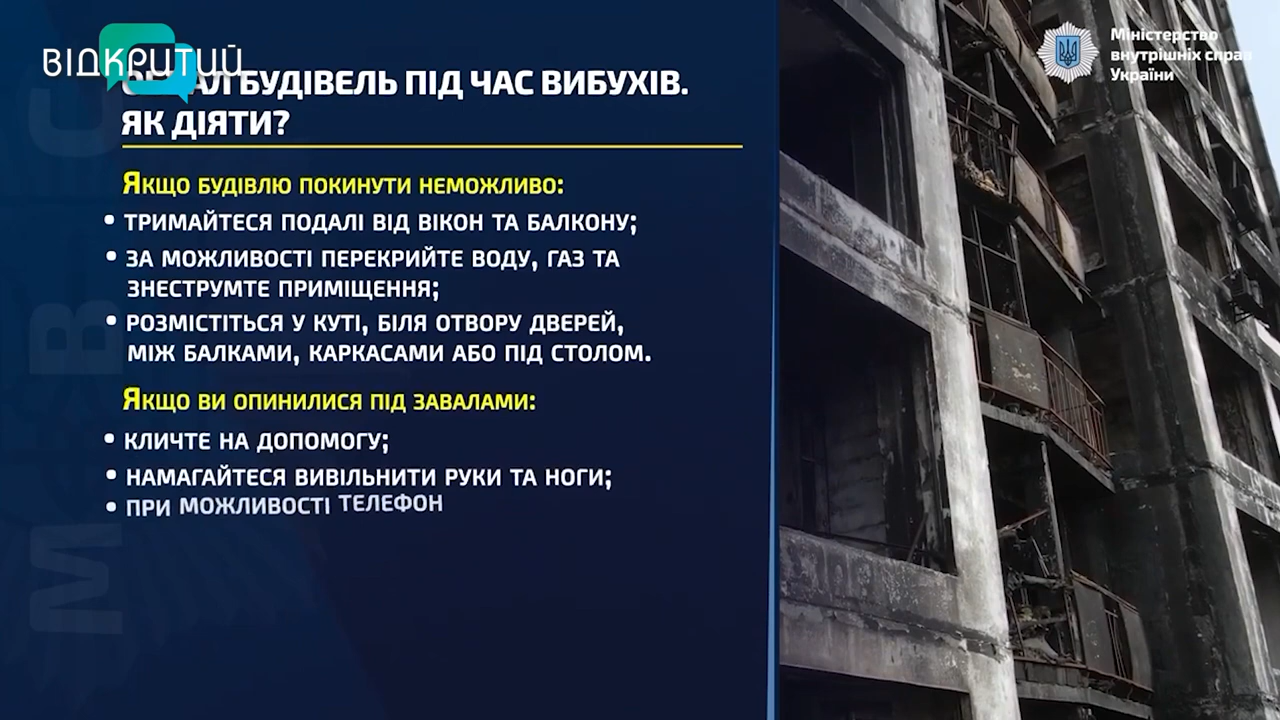 ВІДКРИТИЙ
БУДІВЕЛЬ ПІД ЧАС ВИБУХІВ.
ЯК ДІЯТИ?
ЯКЩО БУДІВЛЮ ПОКИНУТИ НЕМОЖЛИВО:
• ТРИМАЙТЕСЯ ПОДАЛІ ВІД ВІКОН ТА БАЛКОНУ;
• ЗА МОЖЛИВОСТІ ПЕРЕКРИЙТЕ ВОДУ, ГАЗ ТА
ЗНЕСТРУМТЕ ПРИМІЩЕННЯ;
• РОЗМІСТІТЬСЯ У КУТІ, БІЛЯ ОТВОРУ ДВЕРЕЙ,
МІЖ БАЛКАМИ, КАРКАСАМИ АБО ПІД СТОЛОМ.
ЯКЩО ВИ ОПИНИЛИСЯ ПІД ЗАВАЛАМИ:
• КЛИЧТЕ НА ДОПОМОГУ;
• НАМАГАЙТЕСЯ ВИВІЛЬНИТИ РУКИ ТА НОГИ;
• ПРИ МОЖЛИВОСТІ ТЕЛЕФОН
Міністерство
внутрішніх справ
України